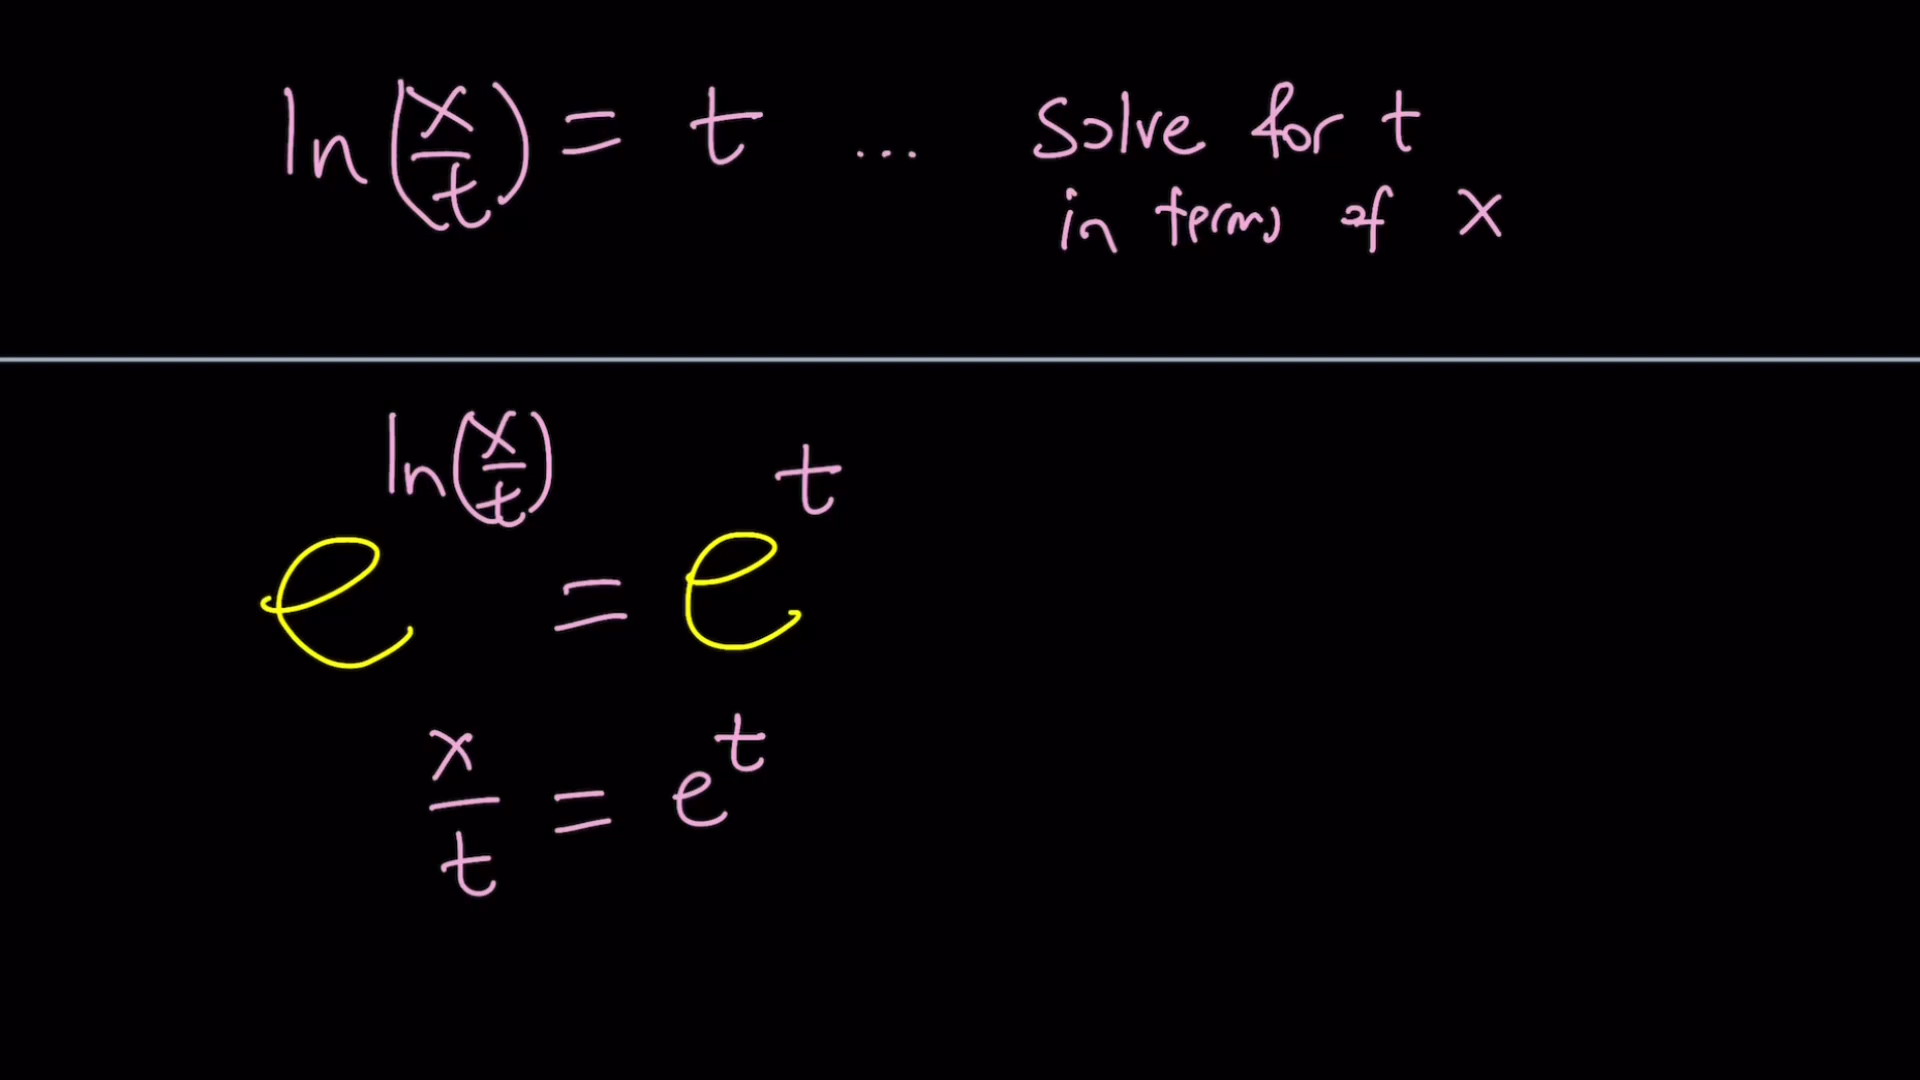 ln(x/t) = t ... Solve for t
in terms of x
e^ln(x/t) = e^t
x/t = e^t